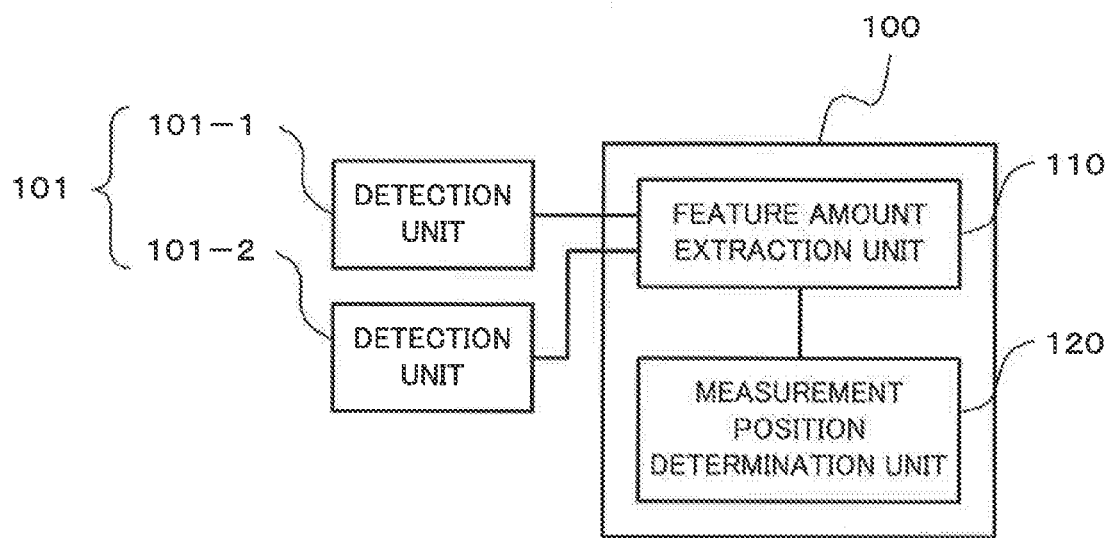 100
101-1
101
101-2
DETECTION
UNIT
DETECTION
UNIT
FEATURE AMOUNT
EXTRACTION UNIT
110
MEASUREMENT
POSITION
DETERMINATION UNIT
120